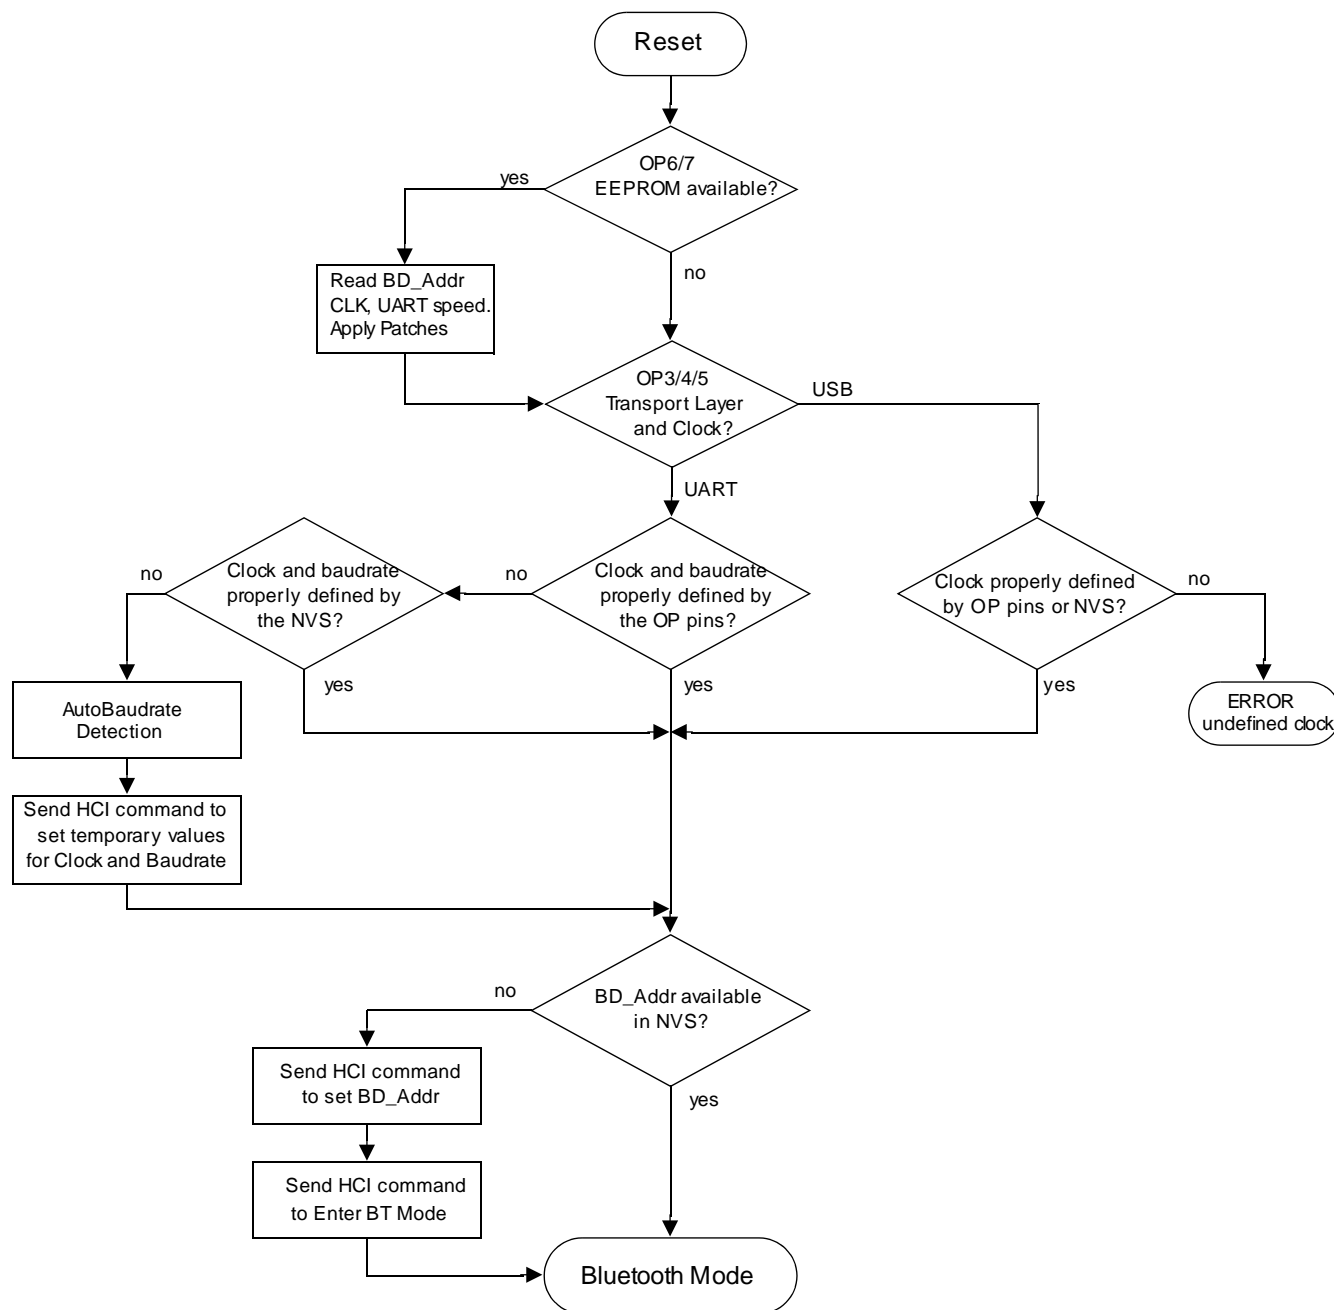 Reset
OP6/7
EEPROM available?
yes
no
Read BD_Addr
CLK, UART speed.
Apply Patches
OP3/4/5
Transport Layer
and Clock?
USB
UART
Clock and baudrate
properly defined by
the NVS?
no
yes
Clock and baudrate
properly defined by
the OP pins?
no
yes
Clock properly defined
by OP pins or NVS?
no
yes
ERROR
undefined clock
AutoBaudrate
Detection
Send HCI command to
set temporary values
for Clock and Baudrate
BD_Addr available
in NVS?
no
yes
Send HCI command
to set BD_Addr
Send HCI command
to Enter BT Mode
Bluetooth Mode